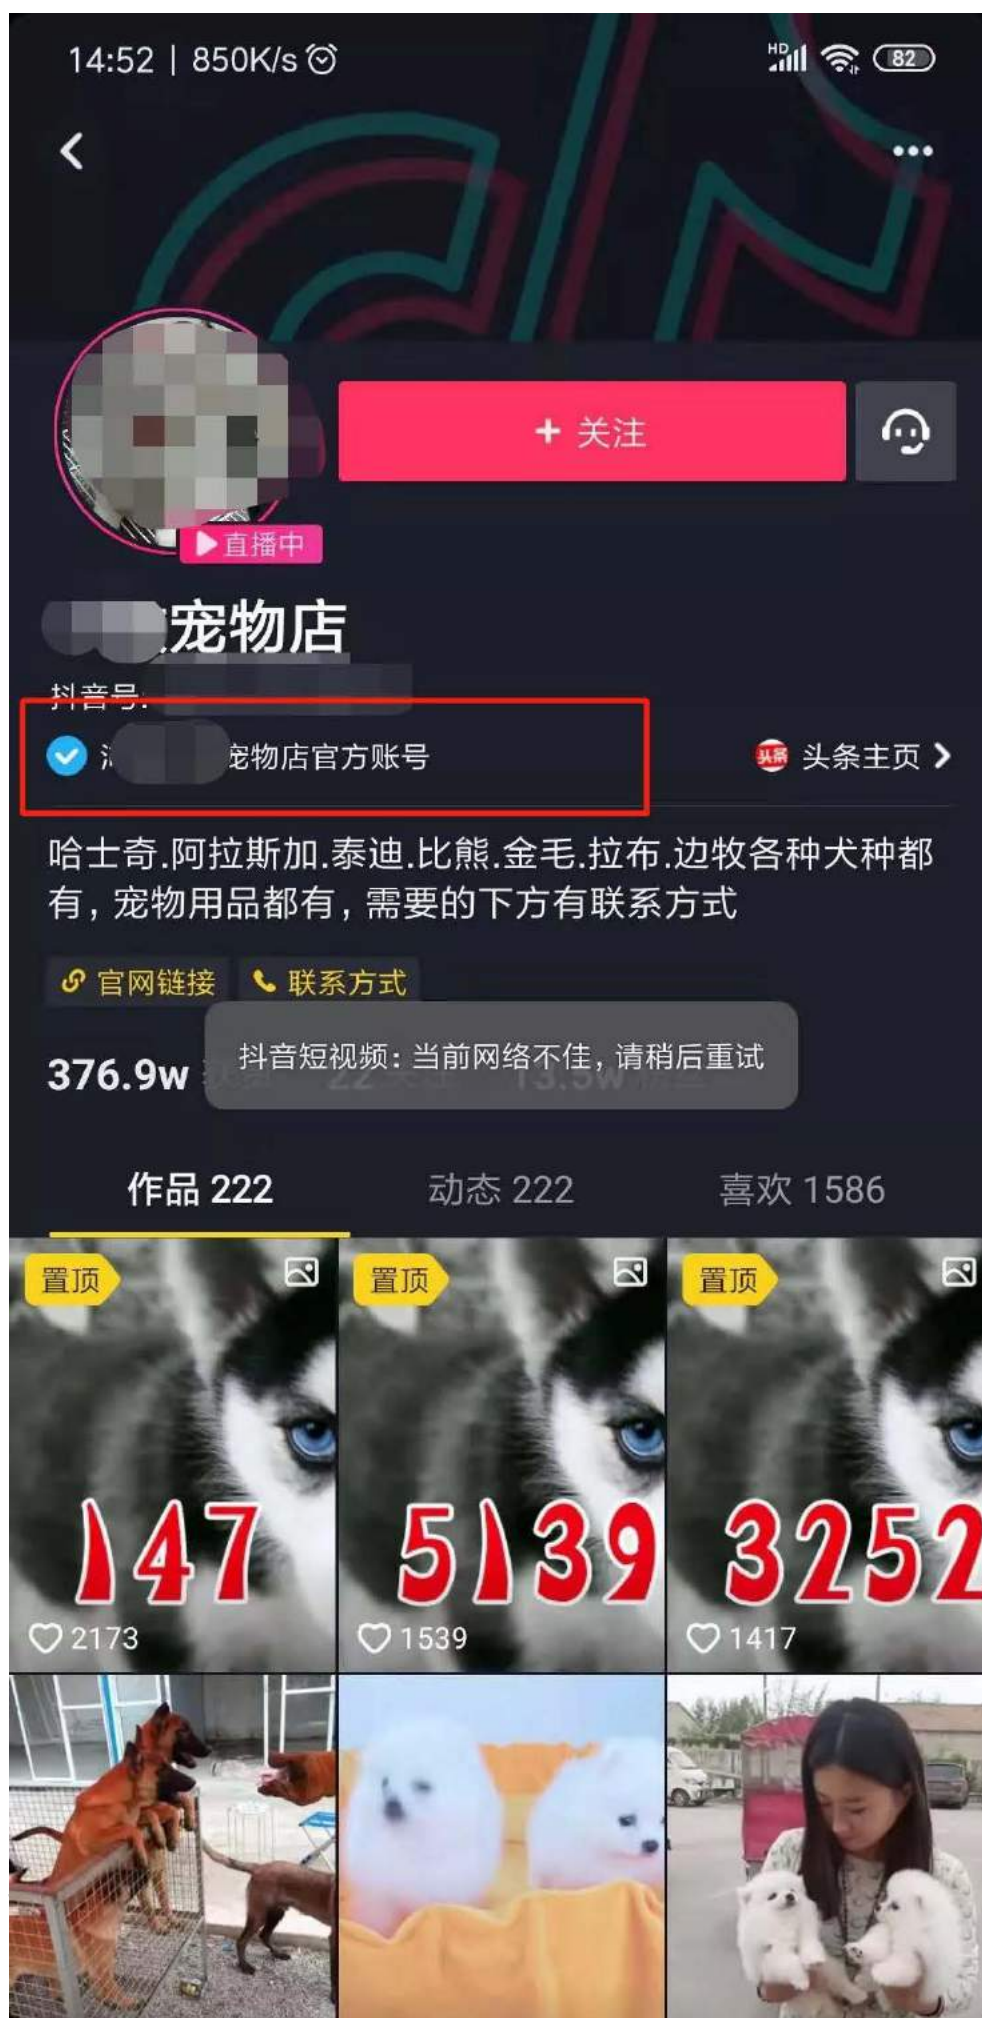 14:52 | 850K/s
HD
82
+ 关注
直播中
宠物店
抖音号:
宠物店官方账号
头条 头条主页
哈士奇.阿拉斯加.泰迪.比熊.金毛.拉布.边牧各种犬种都
有,宠物用品都有,需要的下方有联系方式
官网链接 联系方式
抖音短视频:当前网络不佳,请稍后重试
376.9w 22 13.5w
作品 222 动态 222 喜欢 1586
置顶 置顶 置顶
147 5139 3252
2173 1539 1417